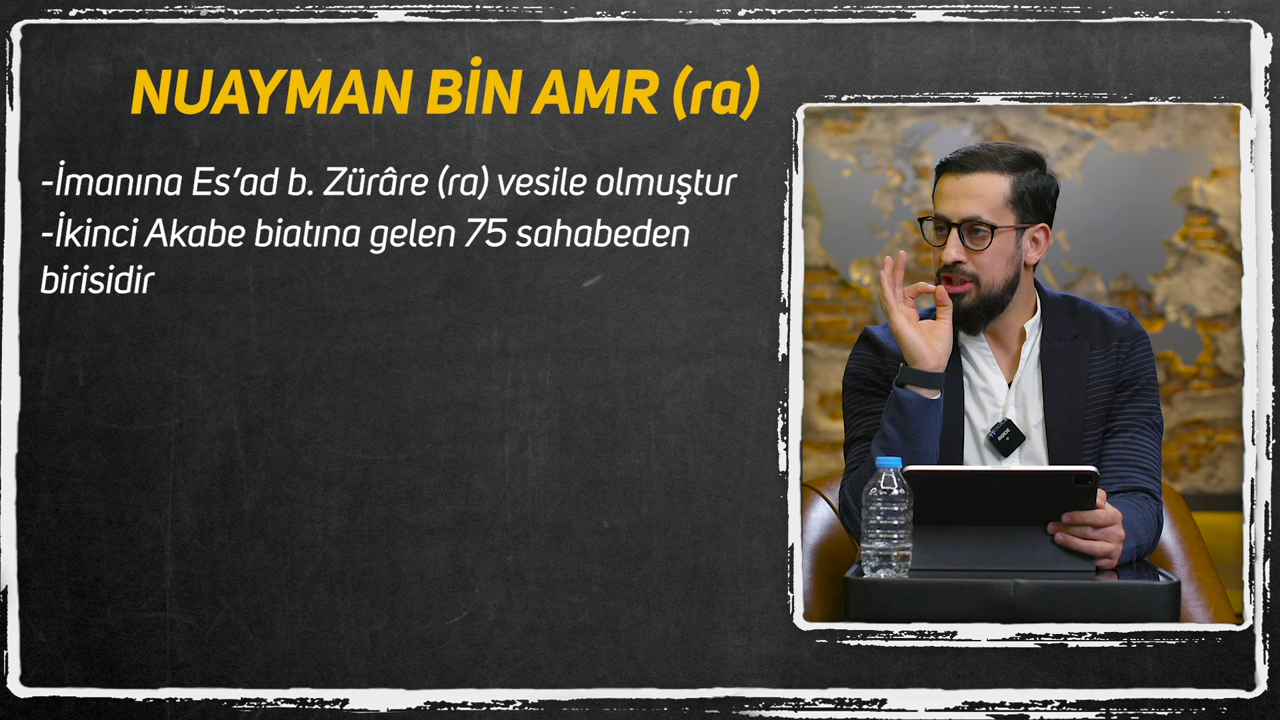 NUAYMAN BİN AMR (ra)
-İmanına Es’ad b. Zürâre (ra) vesile olmuştur
-İkinci Akabe biatına gelen 75 sahabeden
birisidir